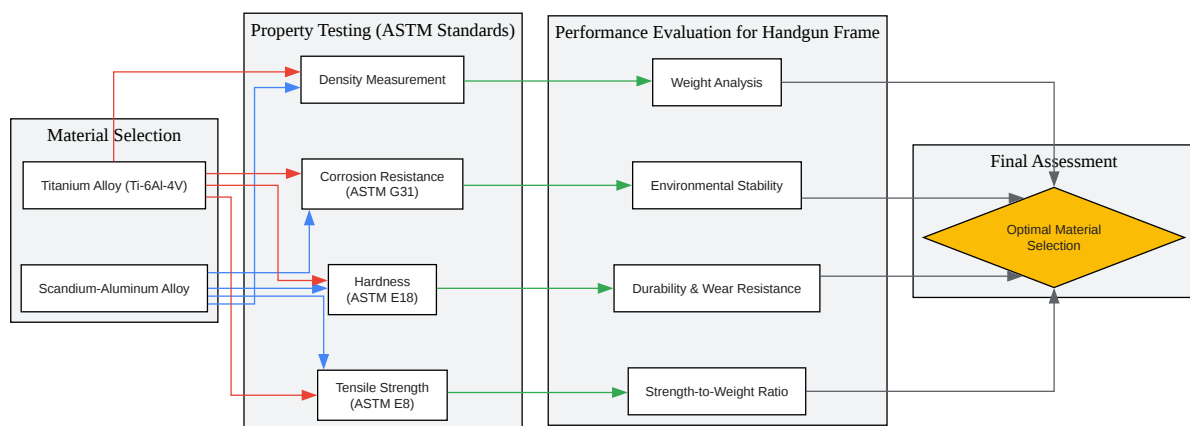 Material Selection
Titanium Alloy (Ti-6Al-4V)
Scandium-Aluminum Alloy
Property Testing (ASTM Standards)
Density Measurement
Corrosion Resistance
(ASTM G31)
Hardness
(ASTM E18)
Tensile Strength
(ASTM E8)
Performance Evaluation for Handgun Frame
Weight Analysis
Environmental Stability
Durability & Wear Resistance
Strength-to-Weight Ratio
Final Assessment
Optimal Material
Selection